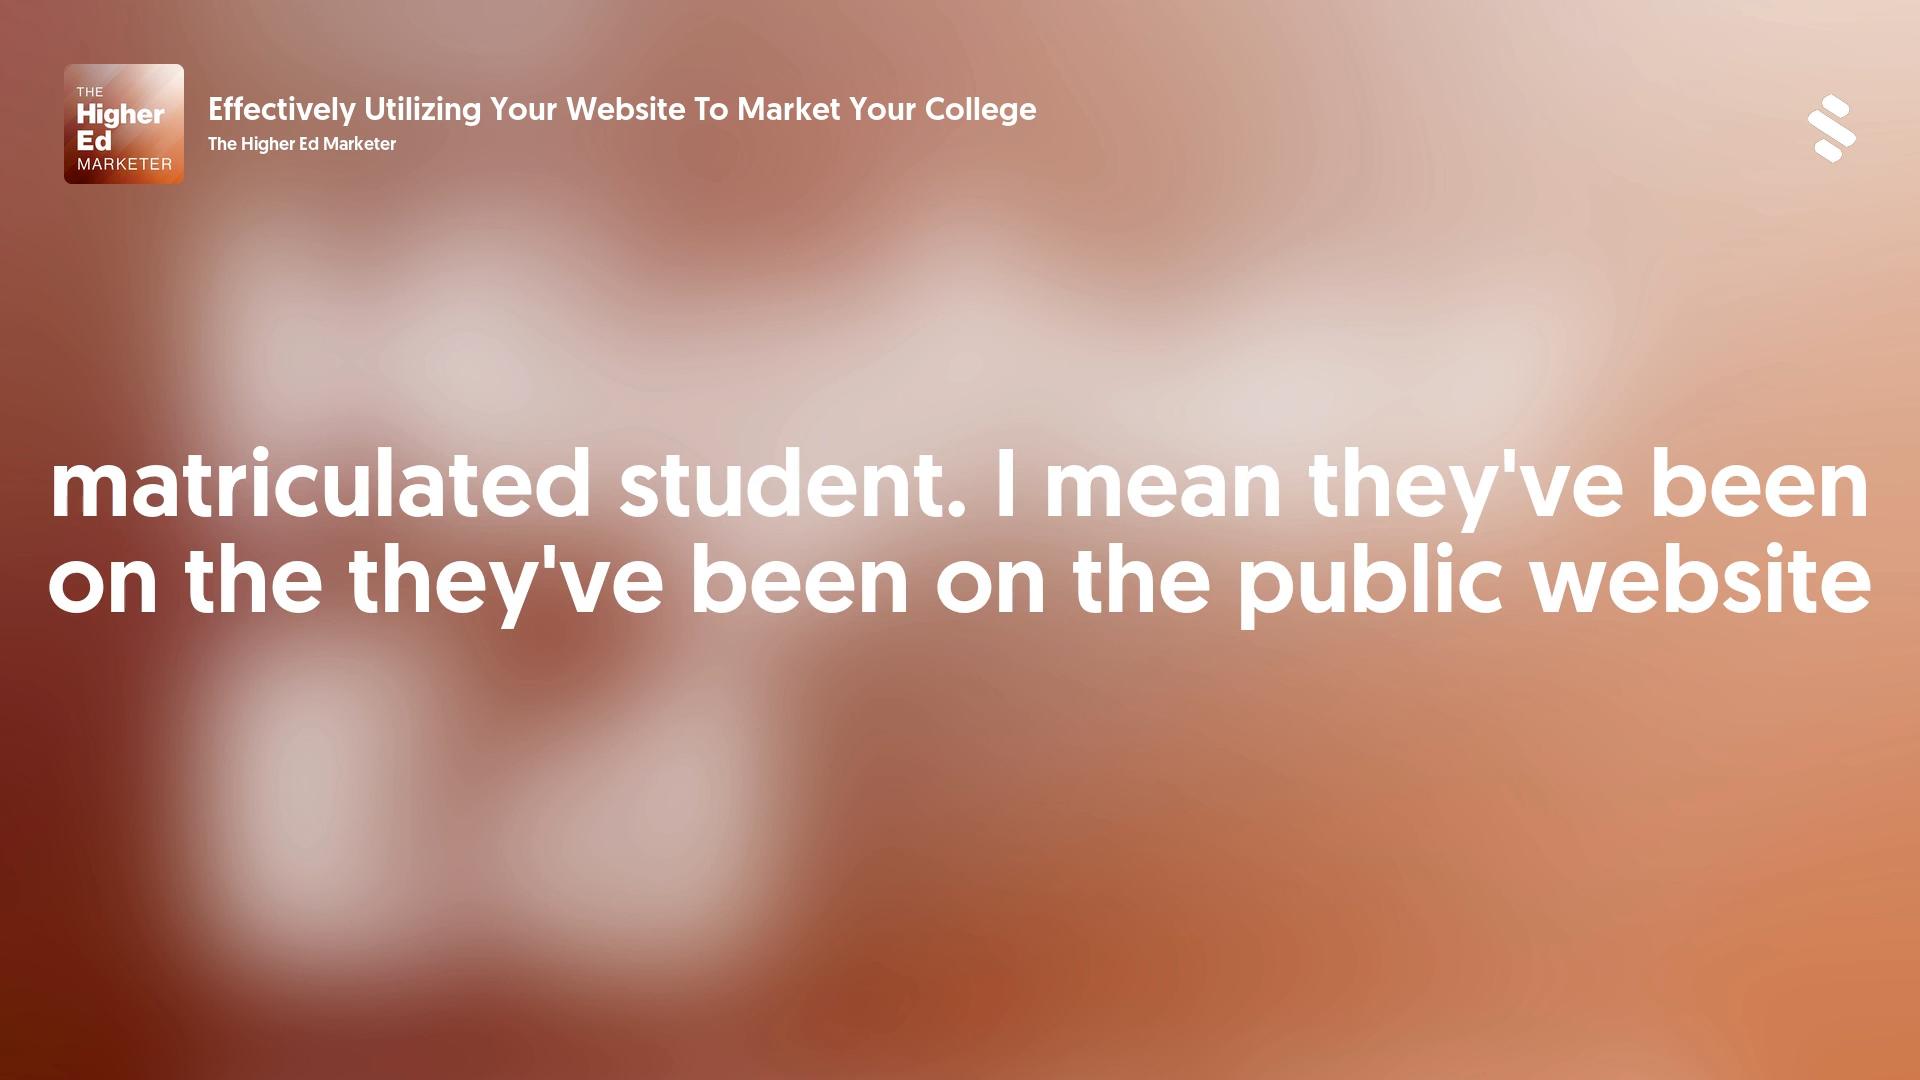 THE
Higher
Ed
MARKETER
Effectively Utilizing Your Website To Market Your College
The Higher Ed Marketer
matriculated student. I mean they've been
on the they've been on the public website